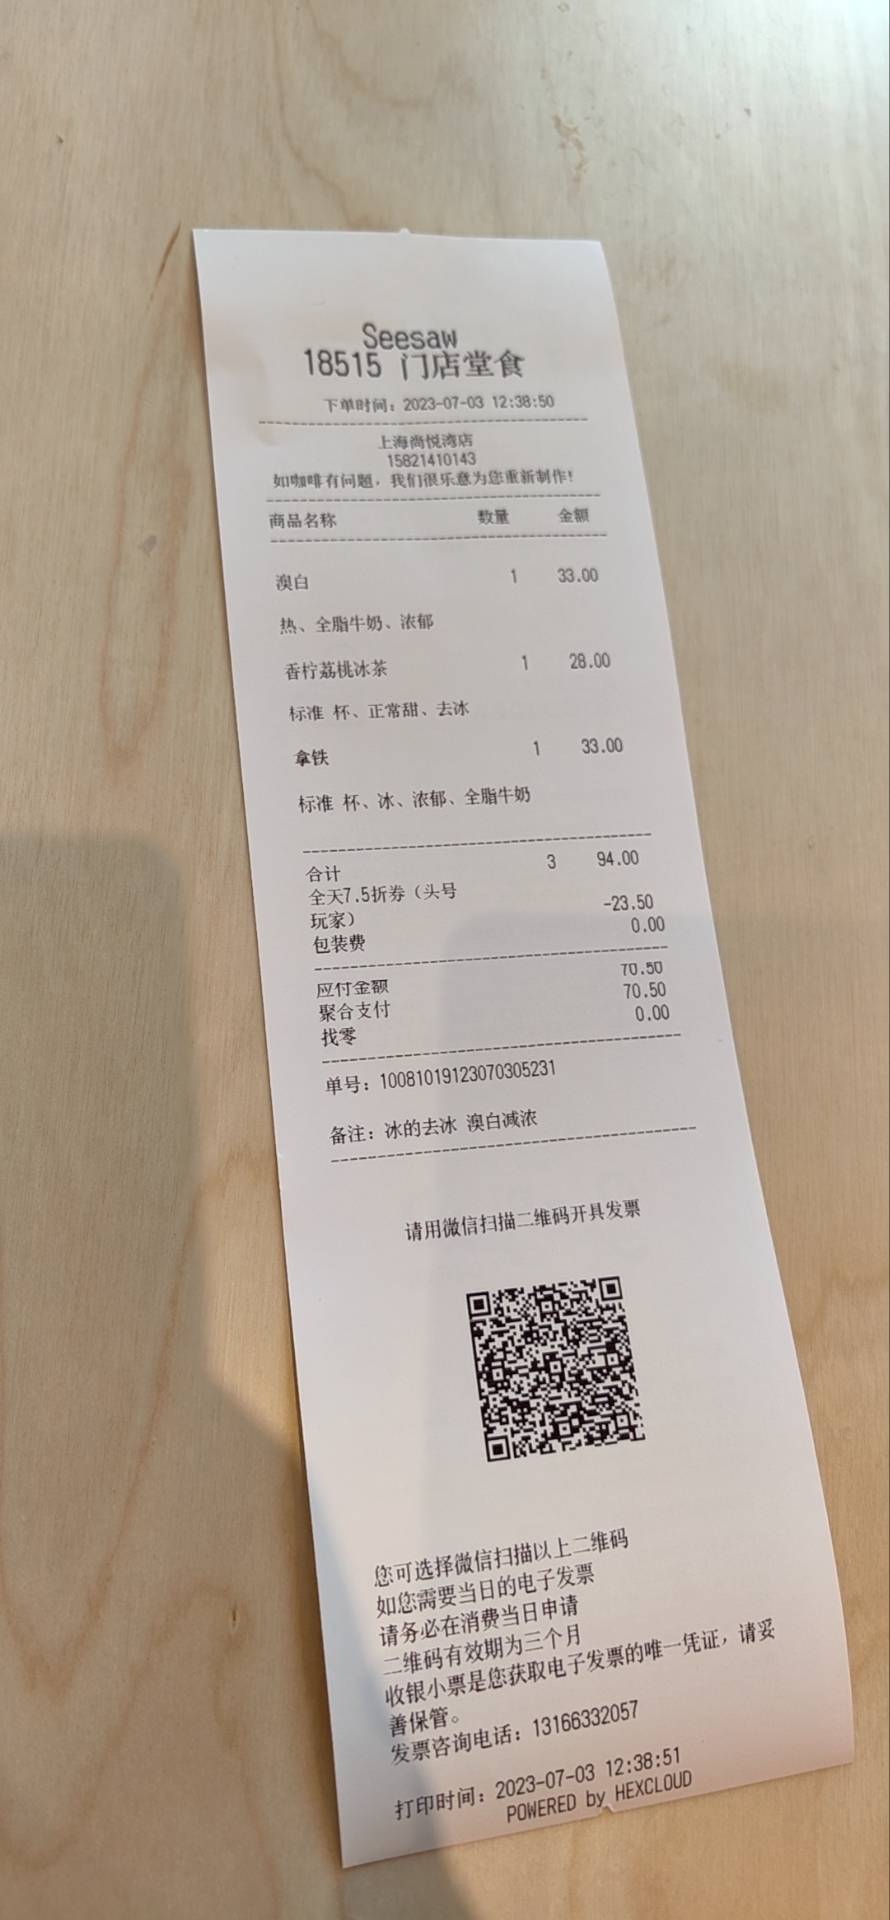 Seesaw
18515 门店堂食
下单时间：2023-07-03 12:38:50
上海尚悦湾店
15821410143
如咖啡有问题，我们很乐意为您重新制作！
商品名称 数量 金额
澳白 1 33.00
热、全脂牛奶、浓郁
香柠荔桃冰茶 1 28.00
标准 杯、正常甜、去冰
拿铁 1 33.00
标准 杯、冰、浓郁、全脂牛奶
合计 3 94.00
全天7.5折券（头号
玩家） -23.50
包装费 0.00
应付金额 70.50
聚合支付 70.50
找零 0.00
单号：10081019123070305231
备注：冰的去冰 澳白减浓
请用微信扫描二维码开具发票
您可选择微信扫描以上二维码
如您需要当日的电子发票
请务必在消费当日申请
二维码有效期为三个月
收银小票是您获取电子发票的唯一凭证，请妥
善保管。
发票咨询电话：13166332057
打印时间：2023-07-03 12:38:51
POWERED by HEXCLOUD